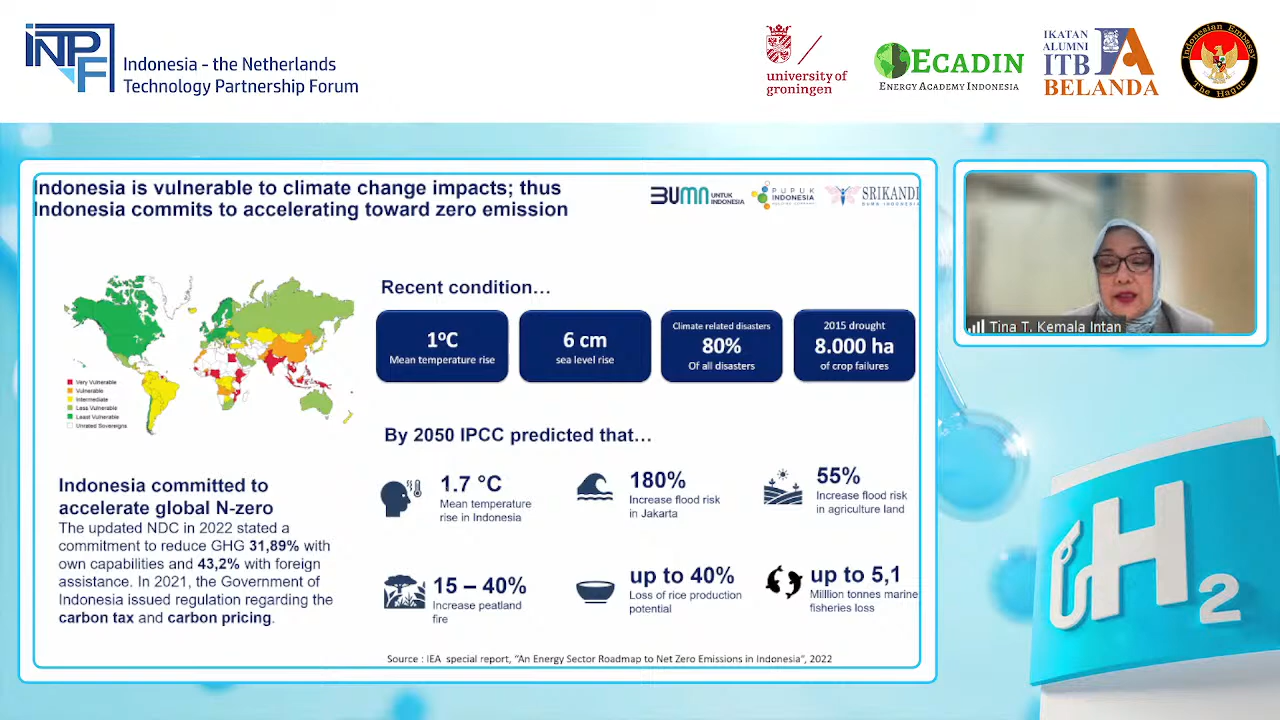 iNPF
Indonesia - the Netherlands
Technology Partnership Forum
university of
groningen
ECADIN
ENERGY ACADEMY INDONESIA
IKATAN
ALUMNI
ITB
BELANDA
Indonesian Embassy
The Hague
Indonesia is vulnerable to climate change impacts; thus
Indonesia commits to accelerating toward zero emission
BUMN UNTUK
INDONESIA
PUPUK
INDONESIA
SRIKANDI
BUMN INDONESIA
Very Vulnerable
Vulnerable
Intermediate
Less Vulnerable
Least Vulnerable
Unrated Sovereigns
Recent condition…
1ºC
Mean temperature rise
6 cm
sea level rise
Climate related disasters
80%
Of all disasters
2015 drought
8.000 ha
of crop failures
By 2050 IPCC predicted that…
1.7 °C
Mean temperature
rise in Indonesia
180%
Increase flood risk
in Jakarta
55%
Increase flood risk
in agriculture land
15 – 40%
Increase peatland
fire
up to 40%
Loss of rice production
potential
up to 5,1
Million tonnes marine
fisheries loss
Indonesia committed to
accelerate global N-zero
The updated NDC in 2022 stated a
commitment to reduce GHG 31,89% with
own capabilities and 43,2% with foreign
assistance. In 2021, the Government of
Indonesia issued regulation regarding the
carbon tax and carbon pricing.
Source : IEA special report, “An Energy Sector Roadmap to Net Zero Emissions in Indonesia”, 2022
Tina T. Kemala Intan
H2